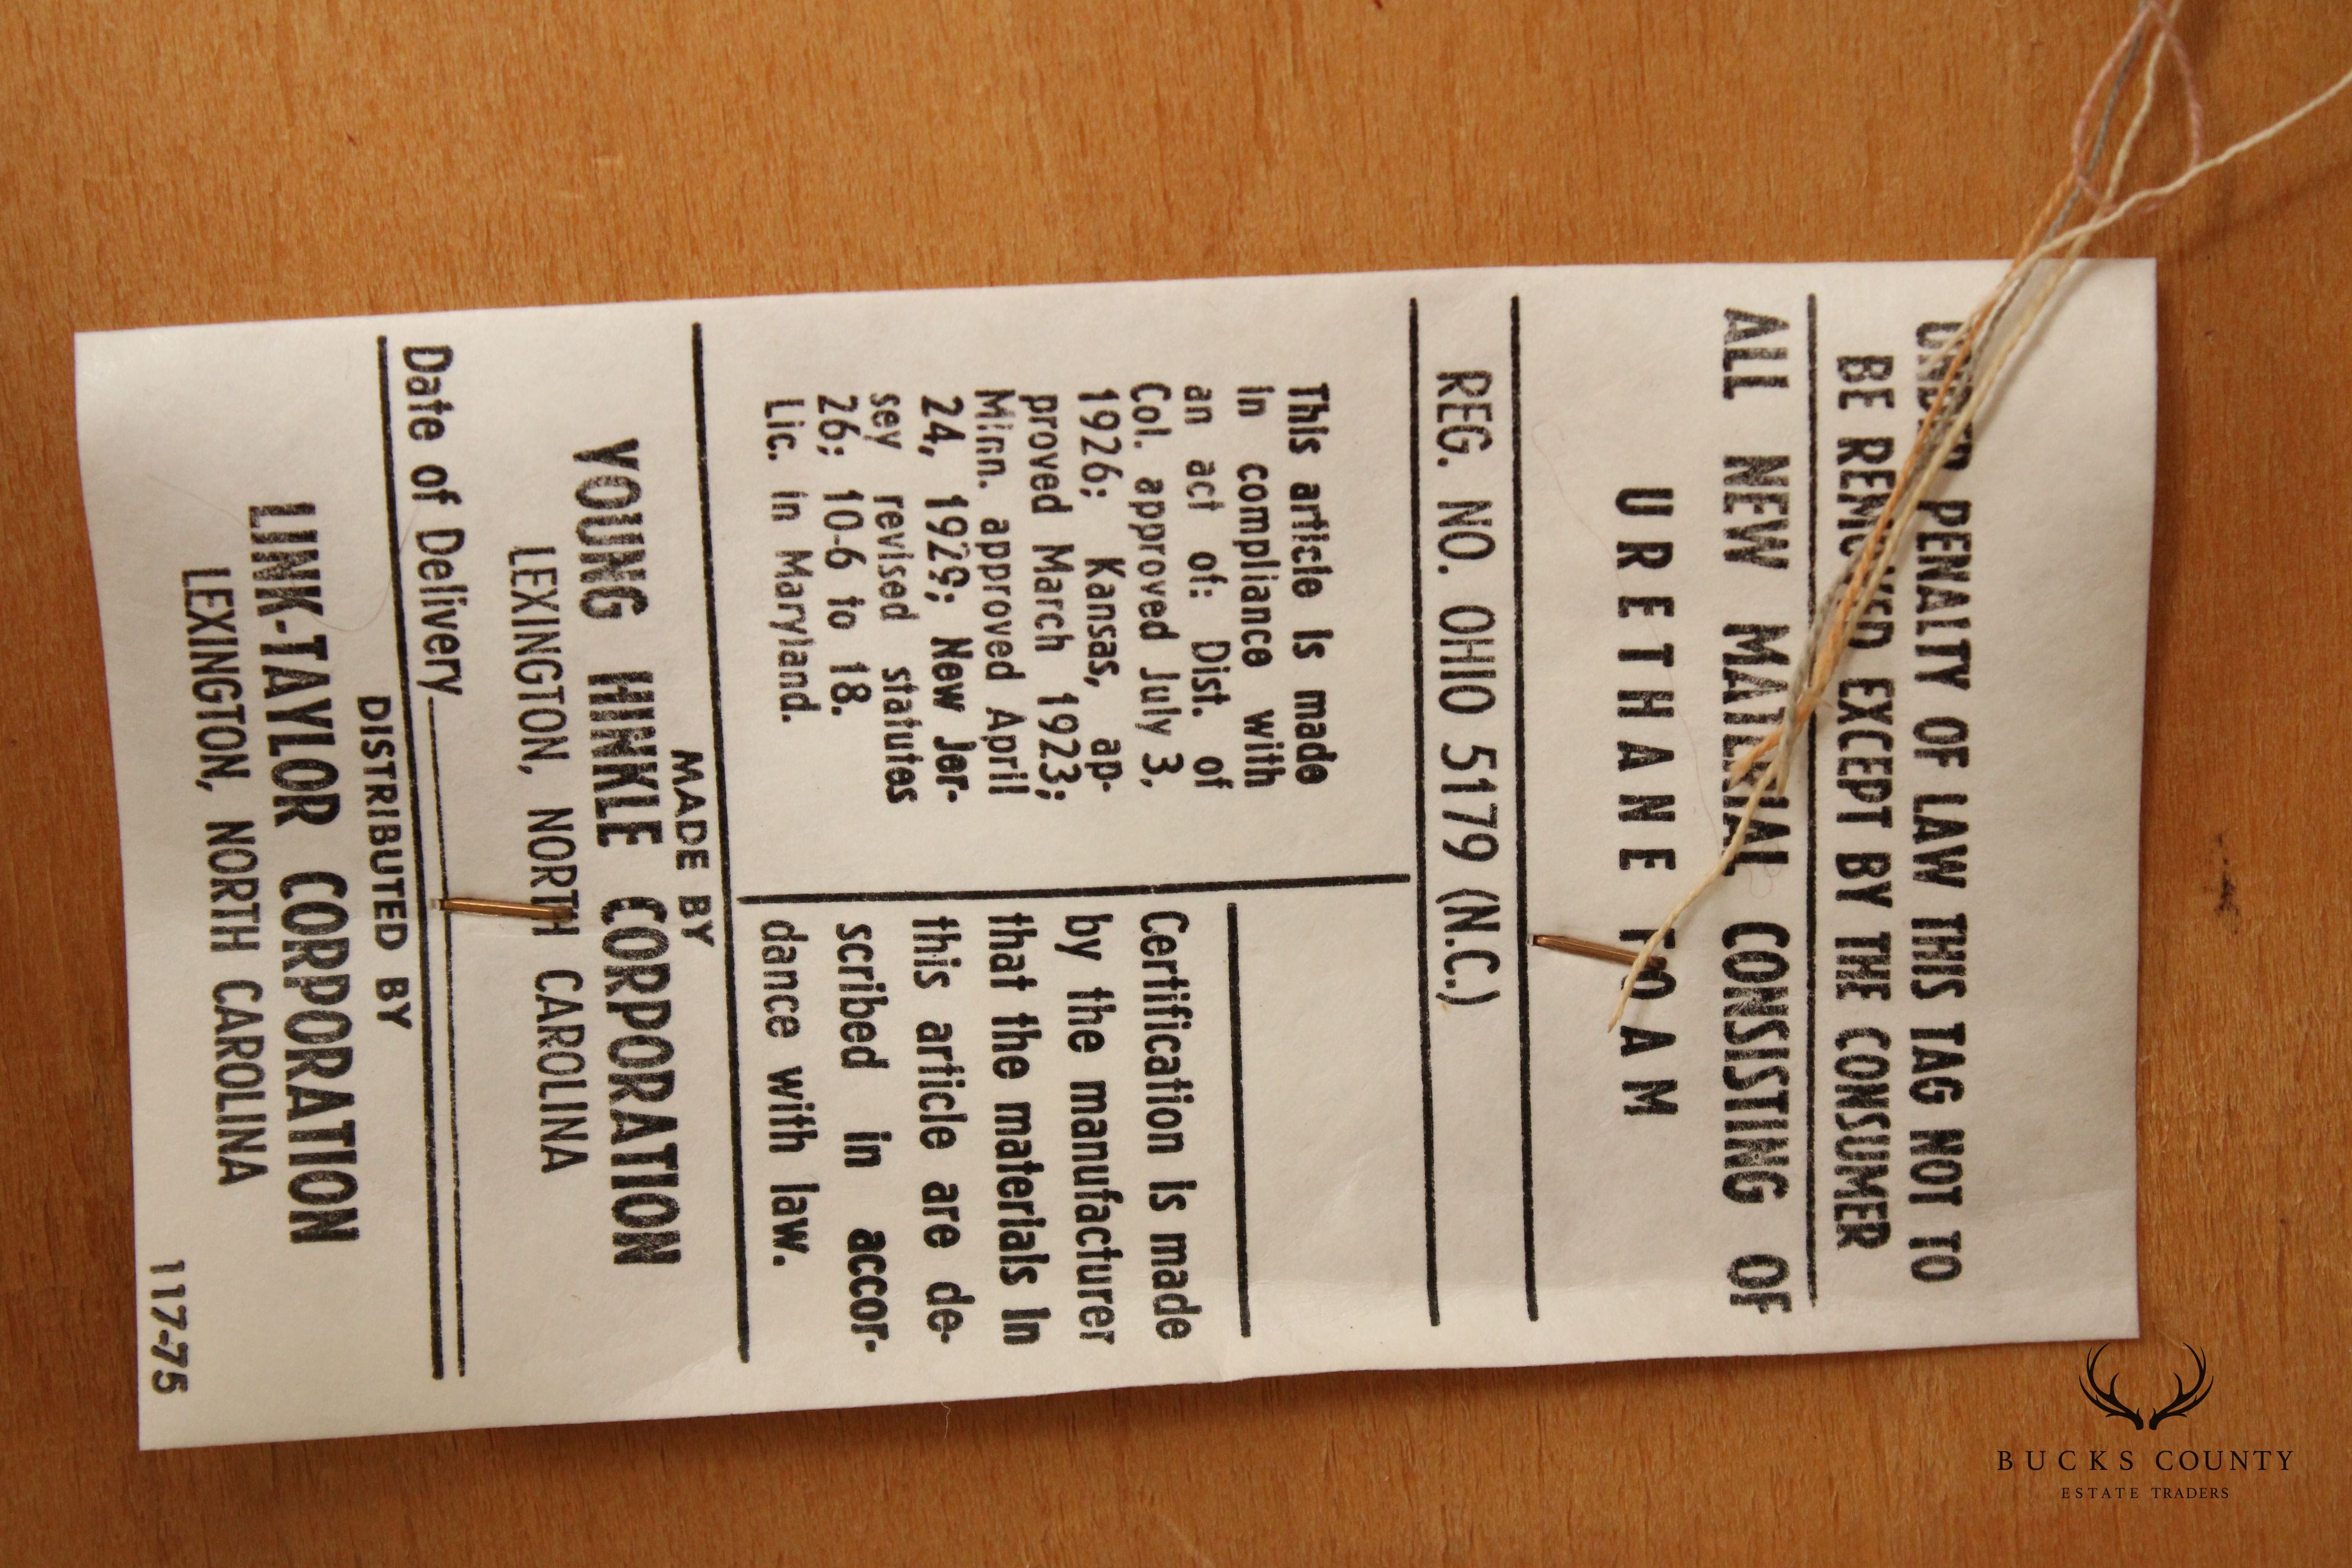 UNDER PENALTY OF LAW THIS TAG NOT TO
BE REMOVED EXCEPT BY THE CONSUMER
ALL NEW MATERIAL CONSISTING OF
URETHANE FOAM
REG. NO. OHIO 5179 (N.C.)
This article is made
in compliance with
an act of: Dist. of
Col. approved July 3,
1926; Kansas, ap-
proved March 1923;
Minn. approved April
24, 1929; New Jer-
sey revised statutes
26; 10-6 to 18.
Lic. in Maryland.
Certification is made
by the manufacturer
that the materials in
this article are de-
scribed in accor-
dance with law.
MADE BY
YOUNG HINKLE CORPORATION
LEXINGTON, NORTH CAROLINA
Date of Delivery
DISTRIBUTED BY
LINK-TAYLOR CORPORATION
LEXINGTON, NORTH CAROLINA
117-75
BUCKS COUNTY
ESTATE TRADERS